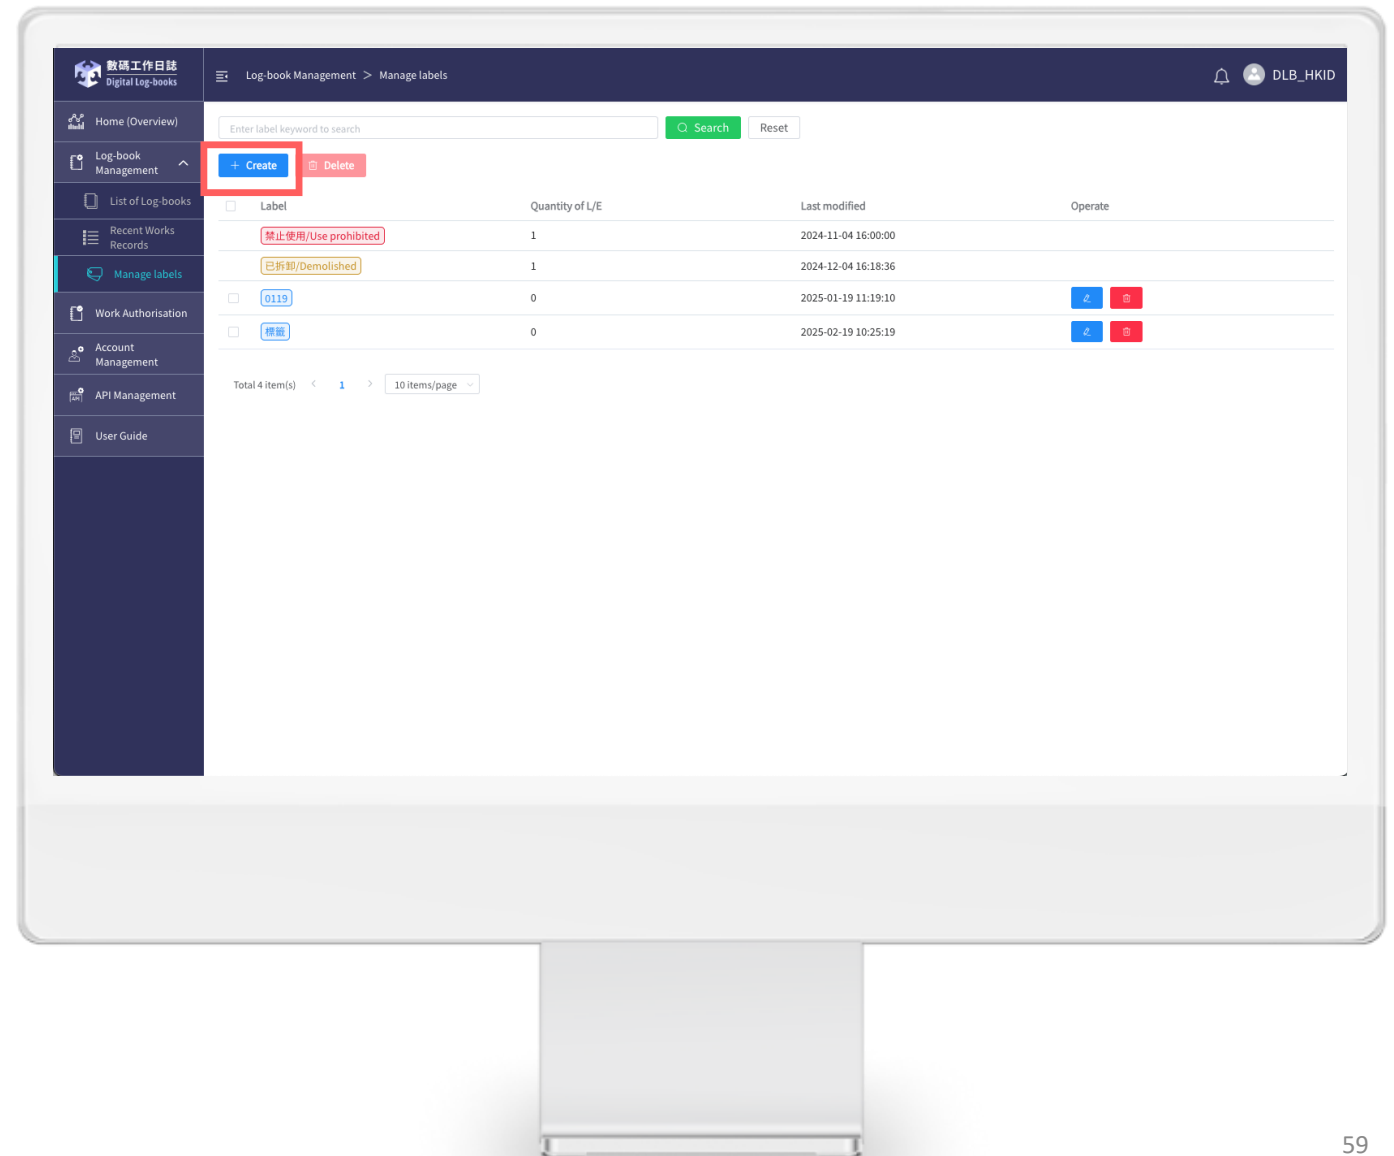 數碼工作日誌
Digital Log-books
Log-book Management > Manage labels
DLB_HKID
Home (Overview)
Log-book
Management
List of Log-books
Recent Works
Records
Manage labels
Work Authorisation
Account
Management
API Management
User Guide
Enter label keyword to search
Search
Reset
+ Create
Delete
Label Quantity of L/E Last modified Operate
禁止使用/Use prohibited 1 2024-11-04 16:00:00
已拆卸/Demolished 1 2024-12-04 16:18:36
0119 0 2025-01-19 11:19:10
標籤 0 2025-02-19 10:25:19
Total 4 item(s) < 1 > 10 items/page
59